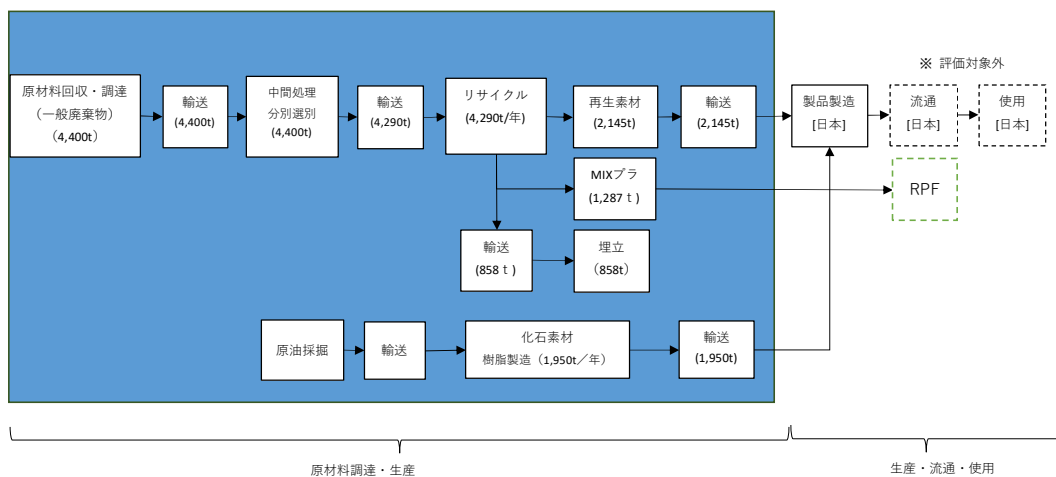 ※ 評価対象外
原材料回収・調達
（一般廃棄物）
（4,400t）
輸送
(4,400t)
中間処理
分別選別
(4,400t)
輸送
(4,290t)
リサイクル
(4,290t/年)
再生素材
(2,145t)
輸送
(2,145t)
製品製造
[日本]
流通
[日本]
使用
[日本]
MIXプラ
(1,287ｔ)
RPF
輸送
(858ｔ)
埋立
（858t）
原油採掘
輸送
化石素材
樹脂製造（1,950t／年）
輸送
(1,950t)
原材料調達・生産
生産・流通・使用